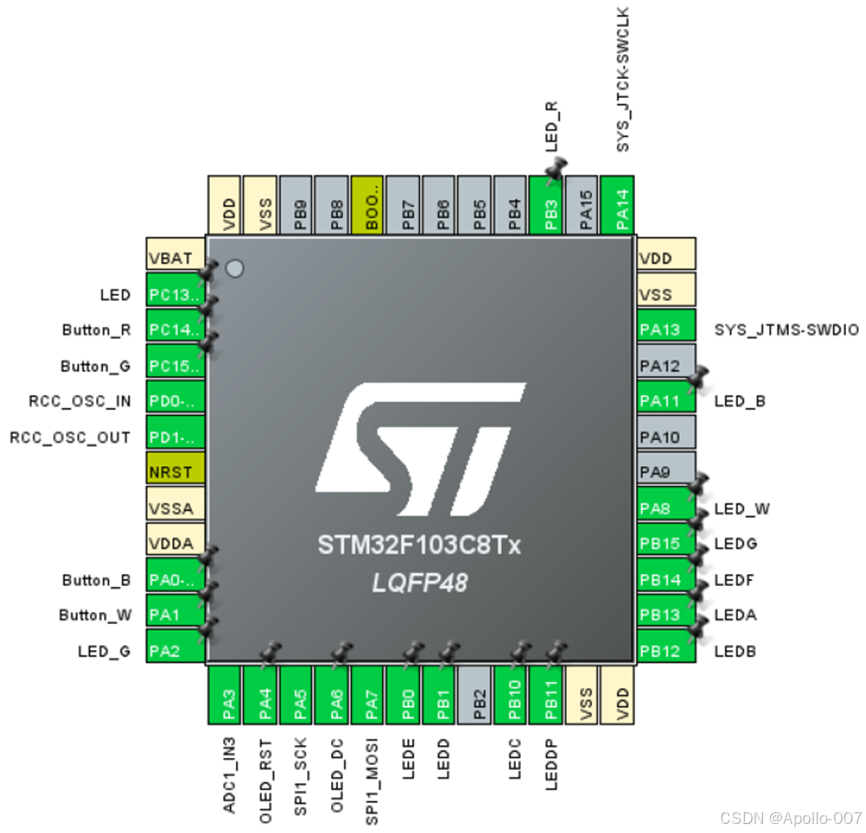 SYS_JTCK-SWCLK
LED_R
VDD
VSS
PB9
PB8
BOO..
PB7
PB6
PB5
PB4
PB3
PA15
PA14
VBAT
LED PC13..
Button_R PC14..
Button_G PC15..
RCC_OSC_IN PD0-..
RCC_OSC_OUT PD1-..
NRST
VSSA
VDDA
Button_B PA0-..
Button_W PA1
LED_G PA2
ST
STM32F103C8Tx
LQFP48
VDD
VSS
PA13 SYS_JTMS-SWDIO
PA12
PA11 LED_B
PA10
PA9
PA8 LED_W
PB15 LEDG
PB14 LEDF
PB13 LEDA
PB12 LEDB
PA3
PA4
PA5
PA6
PA7
PB0
PB1
PB2
PB10
PB11
VSS
VDD
ADC1_IN3
OLED_RST
SPI1_SCK
OLED_DC
SPI1_MOSI
LEDE
LEDD
LEDC
LEDDP
CSDN @Apollo-007